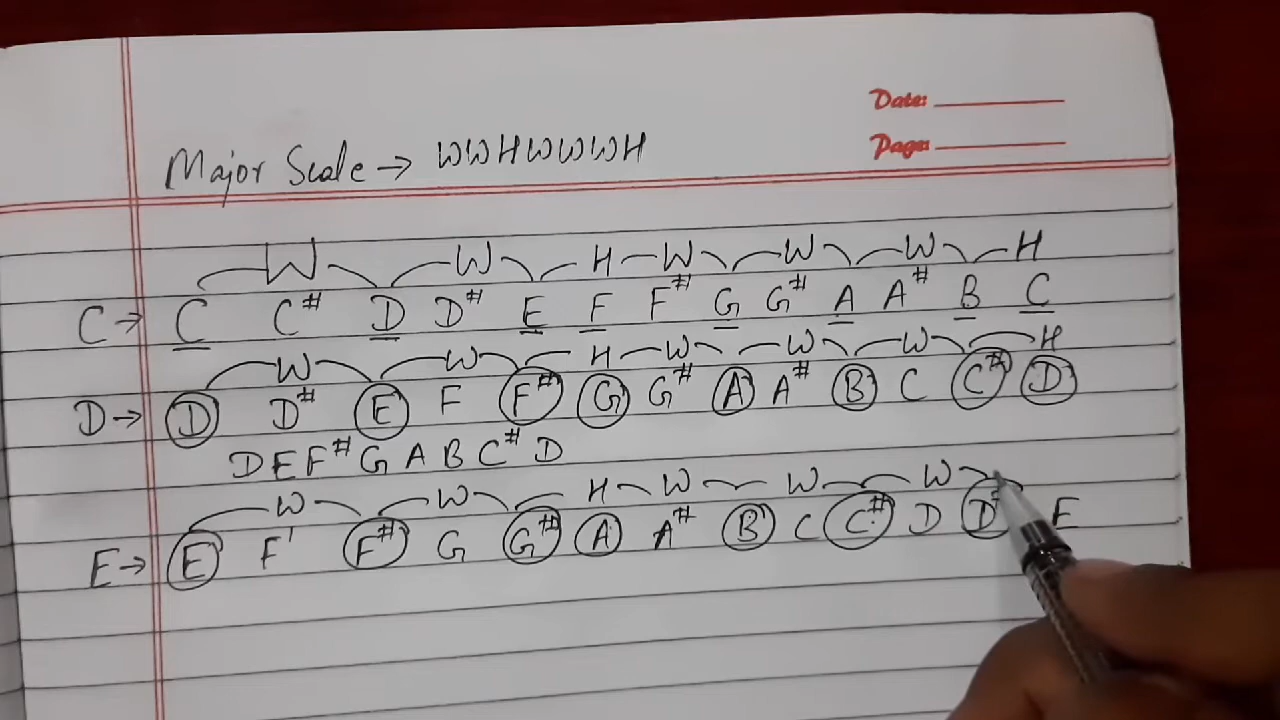 Date:
Page:
Major Scale → WWHWWWH
W W H W W W H
C → C C# D D# E F F# G G# A A# B C
W W H W W W H
D → D D# E F F# G G# A A# B C C# D
D E F# G A B C# D
W W H W W W
E → E F F# G G# A A# B C C# D D# E